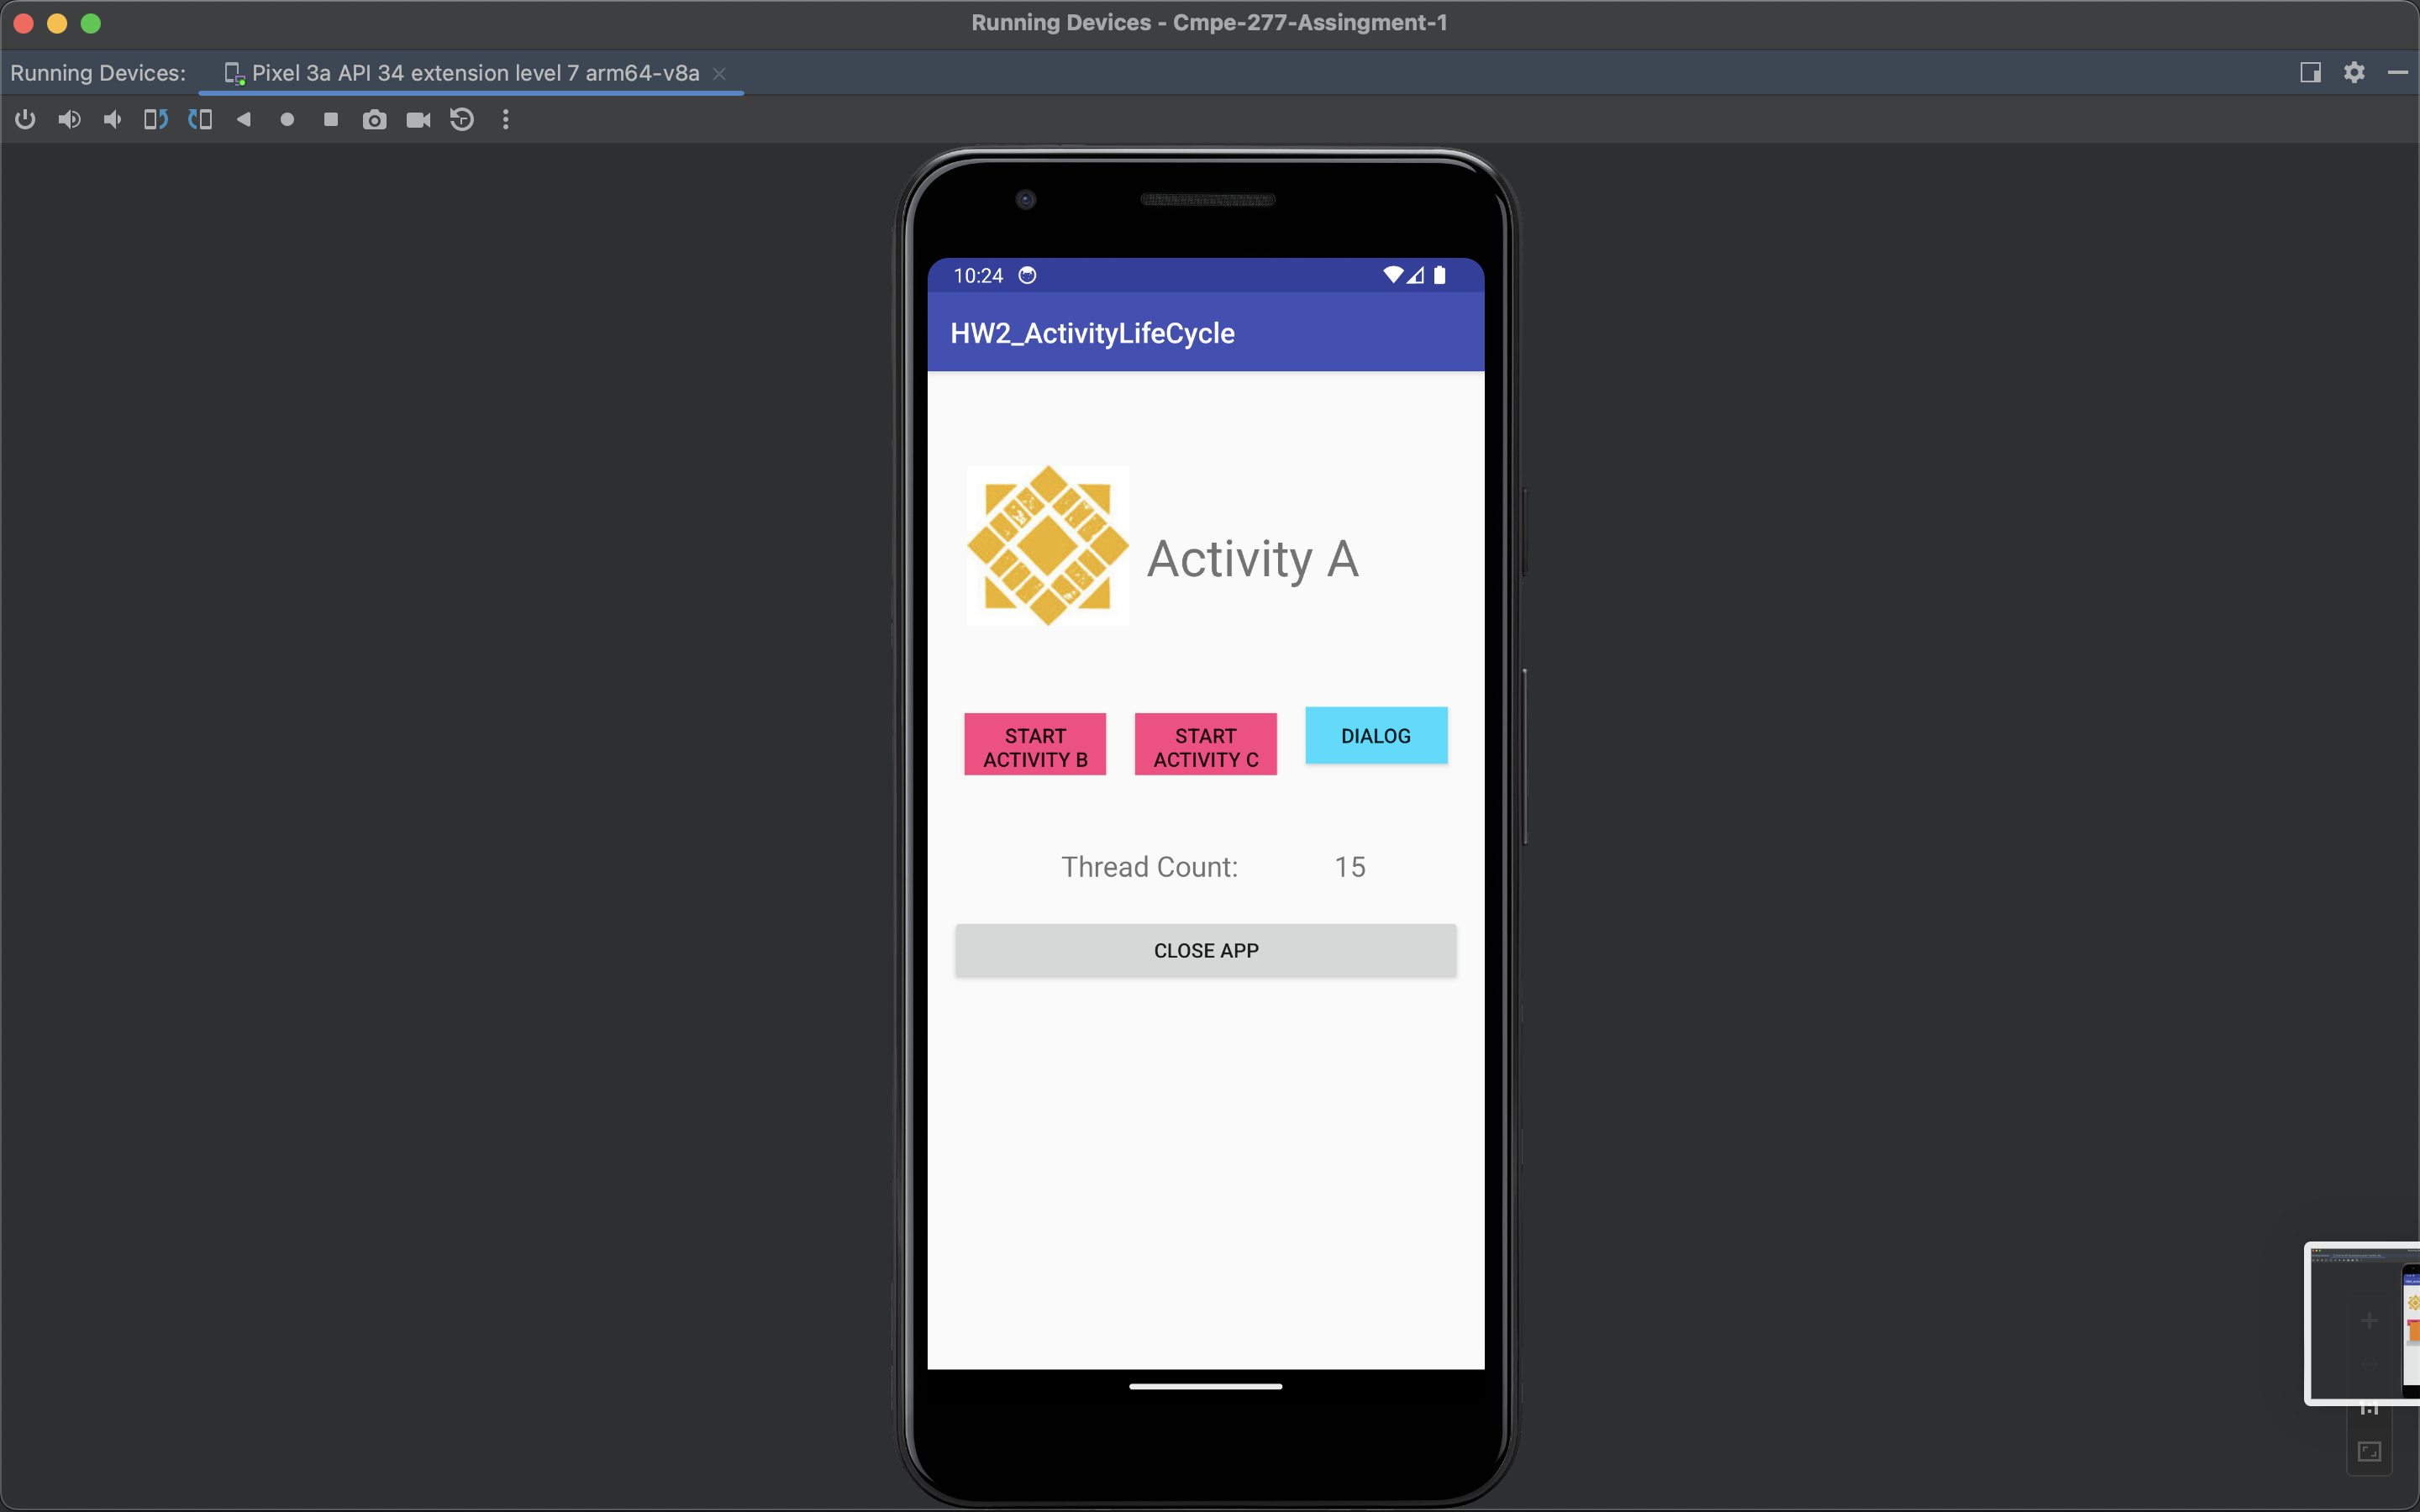 Running Devices - Cmpe-277-Assingment-1
Running Devices: Pixel 3a API 34 extension level 7 arm64-v8a
10:24
HW2_ActivityLifeCycle
Activity A
START
ACTIVITY B
START
ACTIVITY C
DIALOG
Thread Count: 15
CLOSE APP